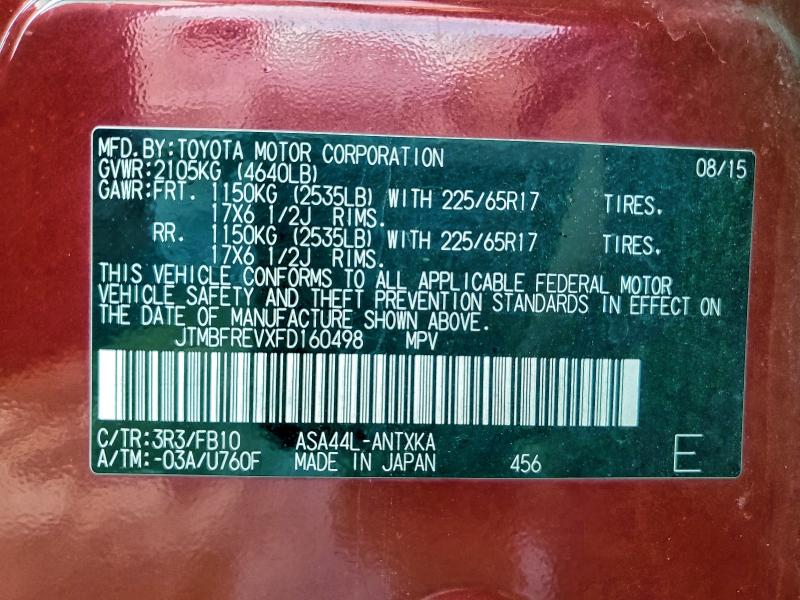 MFD.BY:TOYOTA MOTOR CORPORATION 08/15
GVWR:2105KG (4640LB)
GAWR:FRT. 1150KG (2535LB) WITH 225/65R17 TIRES.
17X6 1/2J RIMS.
RR. 1150KG (2535LB) WITH 225/65R17 TIRES.
17X6 1/2J RIMS.
THIS VEHICLE CONFORMS TO ALL APPLICABLE FEDERAL MOTOR
VEHICLE SAFETY AND THEFT PREVENTION STANDARDS IN EFFECT ON
THE DATE OF MANUFACTURE SHOWN ABOVE.
JTMBFREVXFD160498 MPV
C/TR:3R3/FB10 ASA44L-ANTXKA
A/TM:-03A/U760F MADE IN JAPAN 456 E